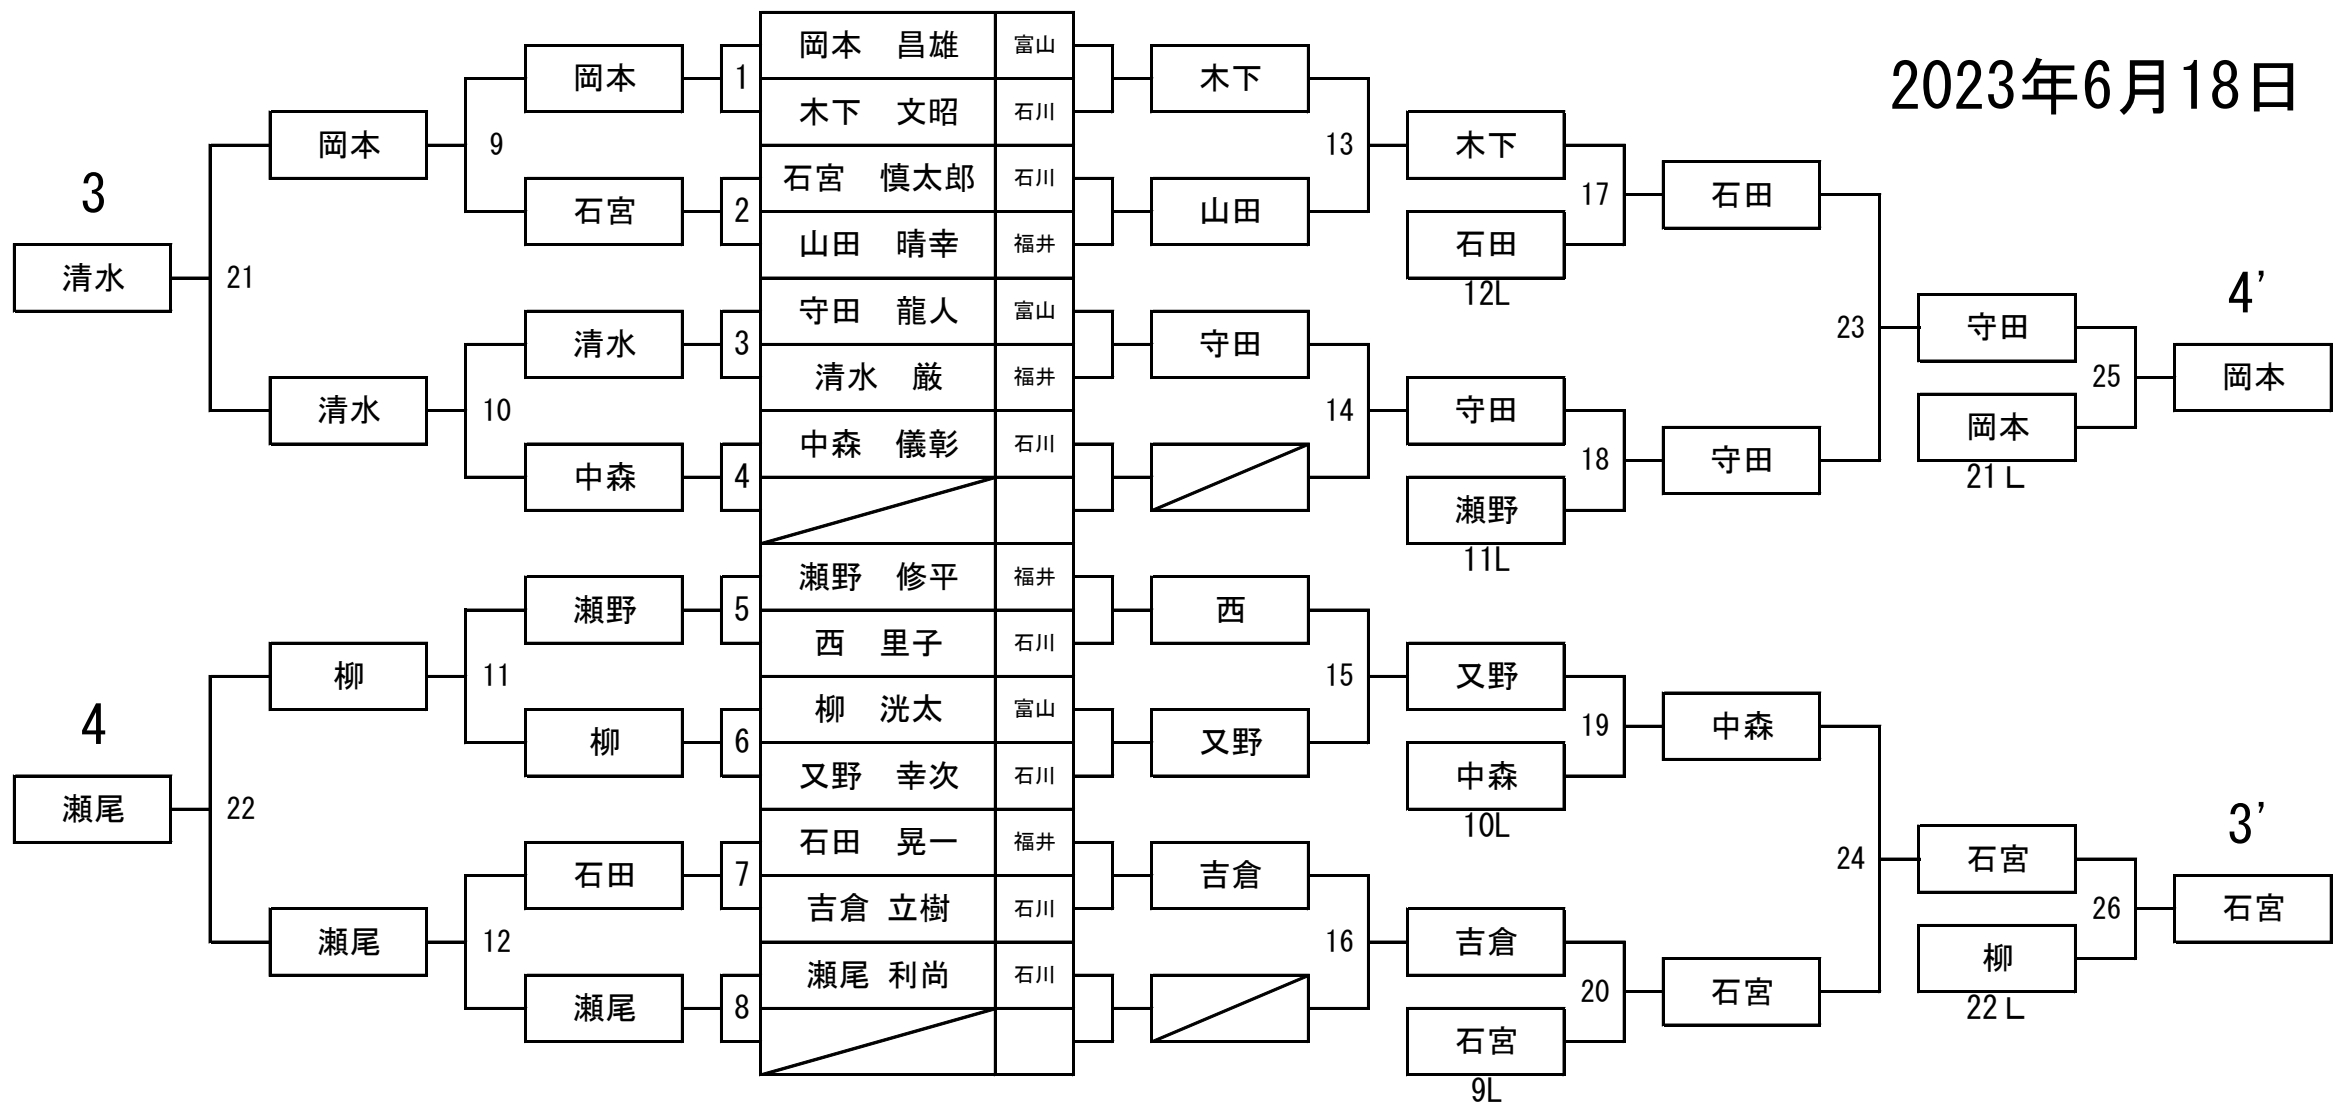 2023年6月18日
岡本　昌雄 富山
木下　文昭 石川
石宮　慎太郎 石川
山田　晴幸 福井
守田　龍人 富山
清水　厳 福井
中森　儀彰 石川
瀬野　修平 福井
西　里子 石川
柳　洸太 富山
又野　幸次 石川
石田　晃一 福井
吉倉 立樹 石川
瀬尾 利尚 石川
1
2
3
4
5
6
7
8
岡本
石宮
清水
中森
瀬野
柳
石田
瀬尾
9
10
11
12
岡本
清水
柳
瀬尾
21
22
3
清水
4
瀬尾
木下
山田
守田
西
又野
吉倉
13
14
15
16
木下
石田
12L
守田
瀬野
11L
又野
中森
10L
吉倉
石宮
9L
17
18
19
20
石田
守田
中森
石宮
23
24
守田
岡本
21L
石宮
柳
22L
25
26
4'
岡本
3'
石宮